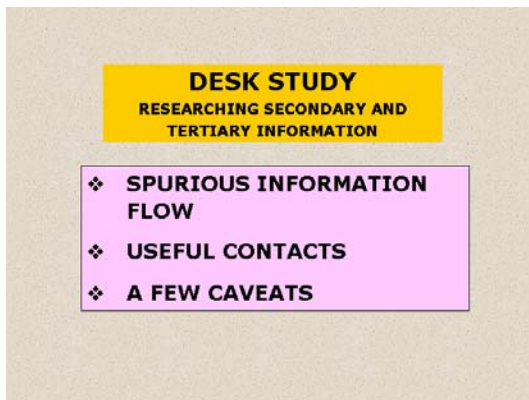 DESK STUDY
RESEARCHING SECONDARY AND
TERTIARY INFORMATION
❖ SPURIOUS INFORMATION
FLOW
❖ USEFUL CONTACTS
❖ A FEW CAVEATS